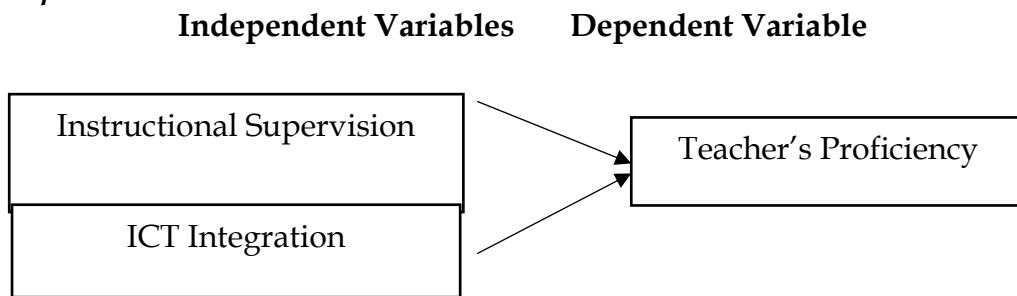 Independent Variables Dependent Variable
Instructional Supervision
Teacher’s Proficiency
ICT Integration